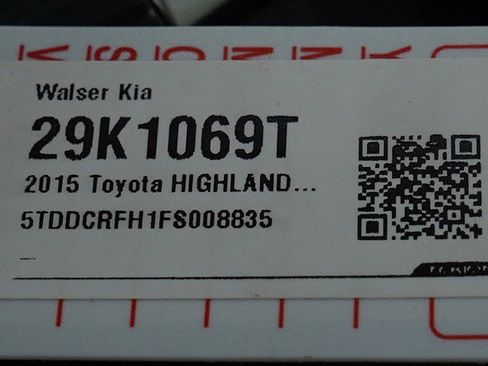 Walser Kia
29K1069T
2015 Toyota HIGHLAND...
5TDDCRFH1FS008835